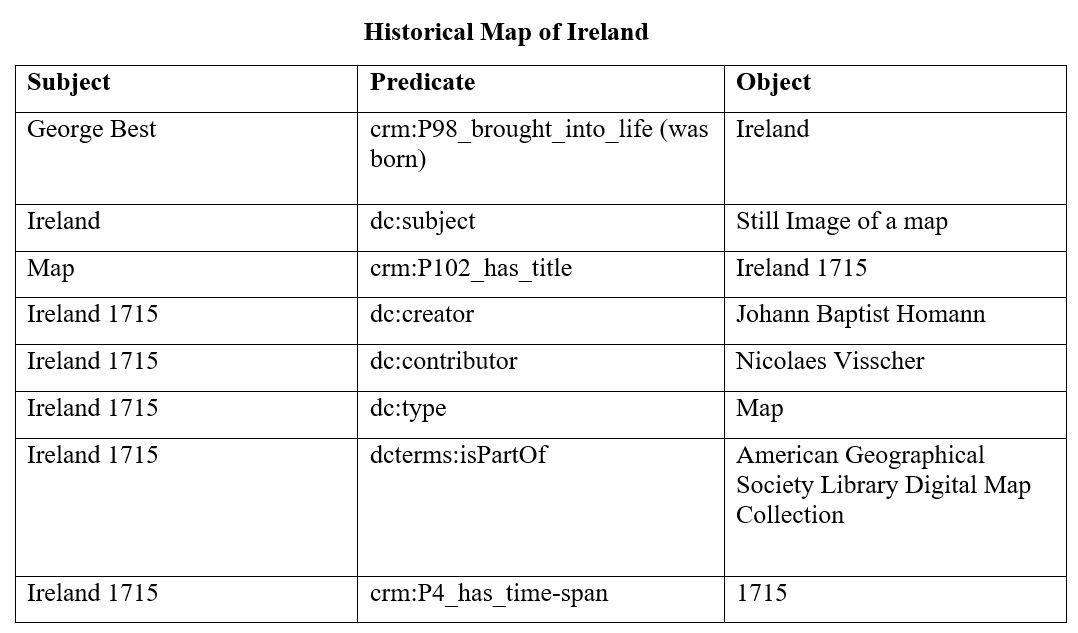 Historical Map of Ireland
Subject Predicate Object
George Best crm:P98_brought_into_life (was Ireland
born)
Ireland dc:subject Still Image of a map
Map crm:P102_has_title Ireland 1715
Ireland 1715 dc:creator Johann Baptist Homann
Ireland 1715 dc:contributor Nicolaes Visscher
Ireland 1715 dc:type Map
Ireland 1715 dcterms:isPartOf American Geographical
Society Library Digital Map
Collection
Ireland 1715 crm:P4_has_time-span 1715